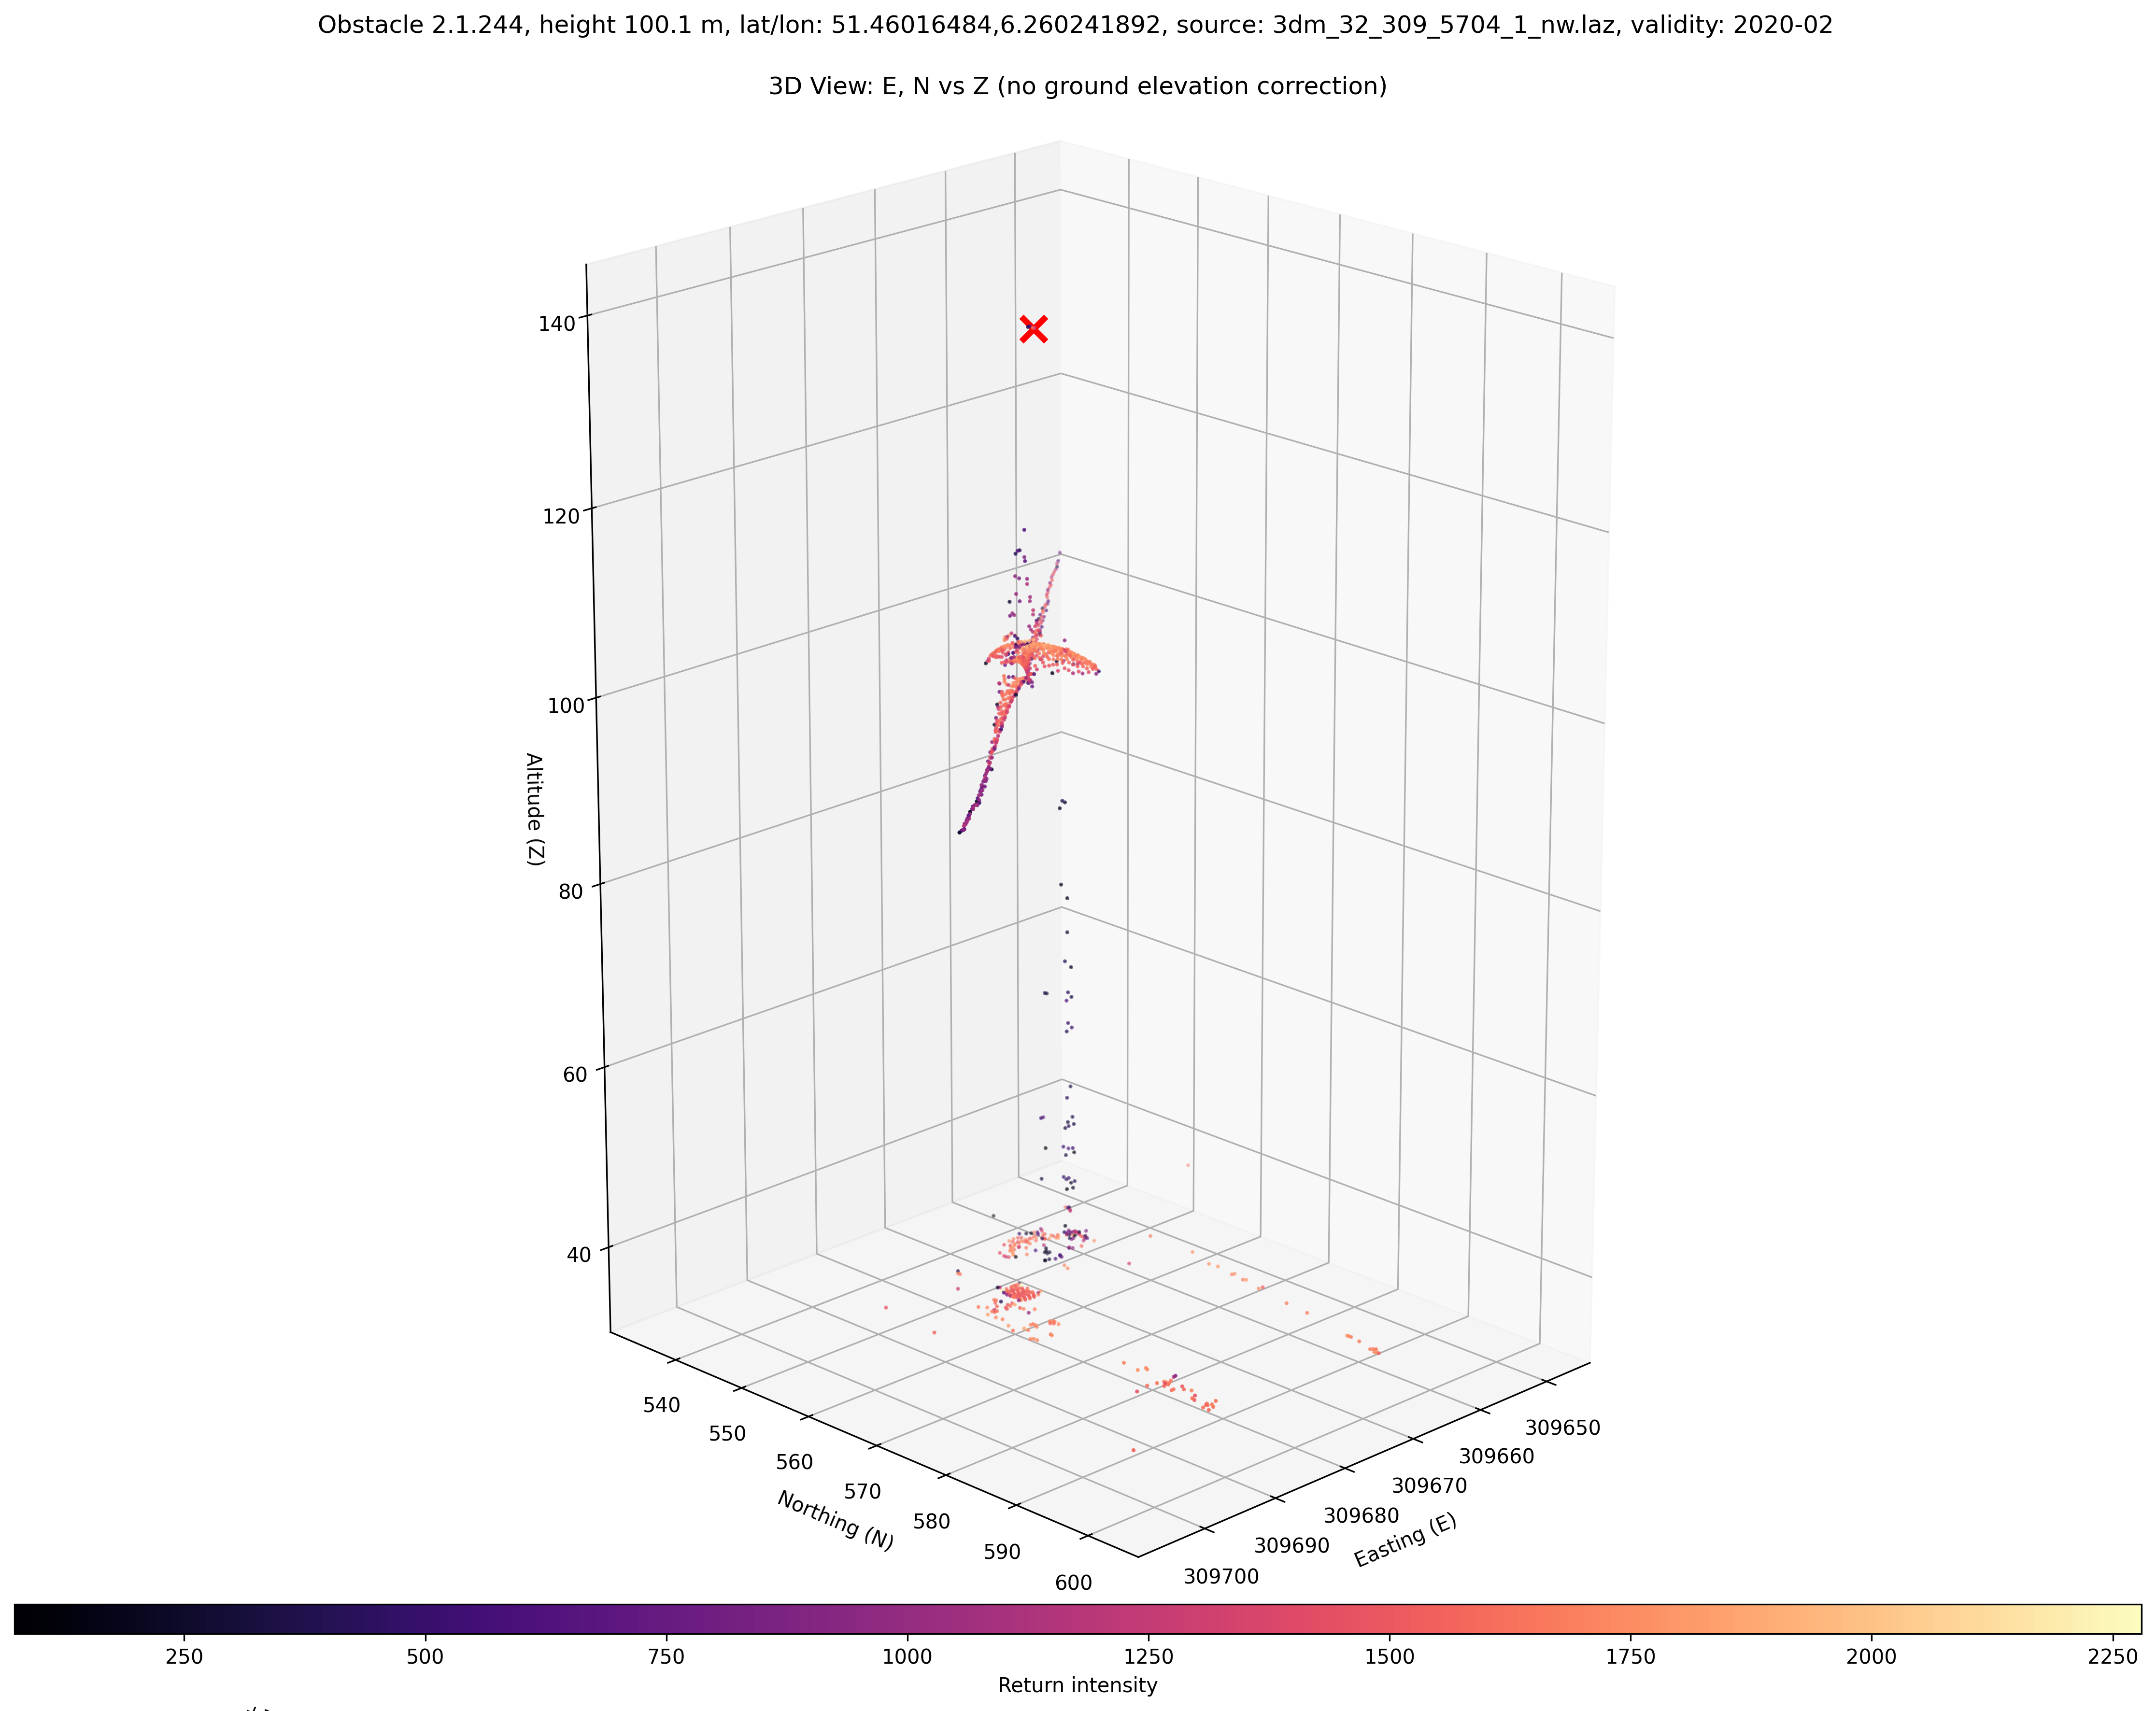 Obstacle 2.1.244, height 100.1 m, lat/lon: 51.46016484,6.260241892, source: 3dm_32_309_5704_1_nw.laz, validity: 2020-02
3D View: E, N vs Z (no ground elevation correction)
140
120
100
80
60
40
Altitude (Z)
540
550
560
570
580
590
600
Northing (N)
309650
309660
309670
309680
309690
309700
Easting (E)
250 500 750 1000 1250 1500 1750 2000 2250
Return intensity